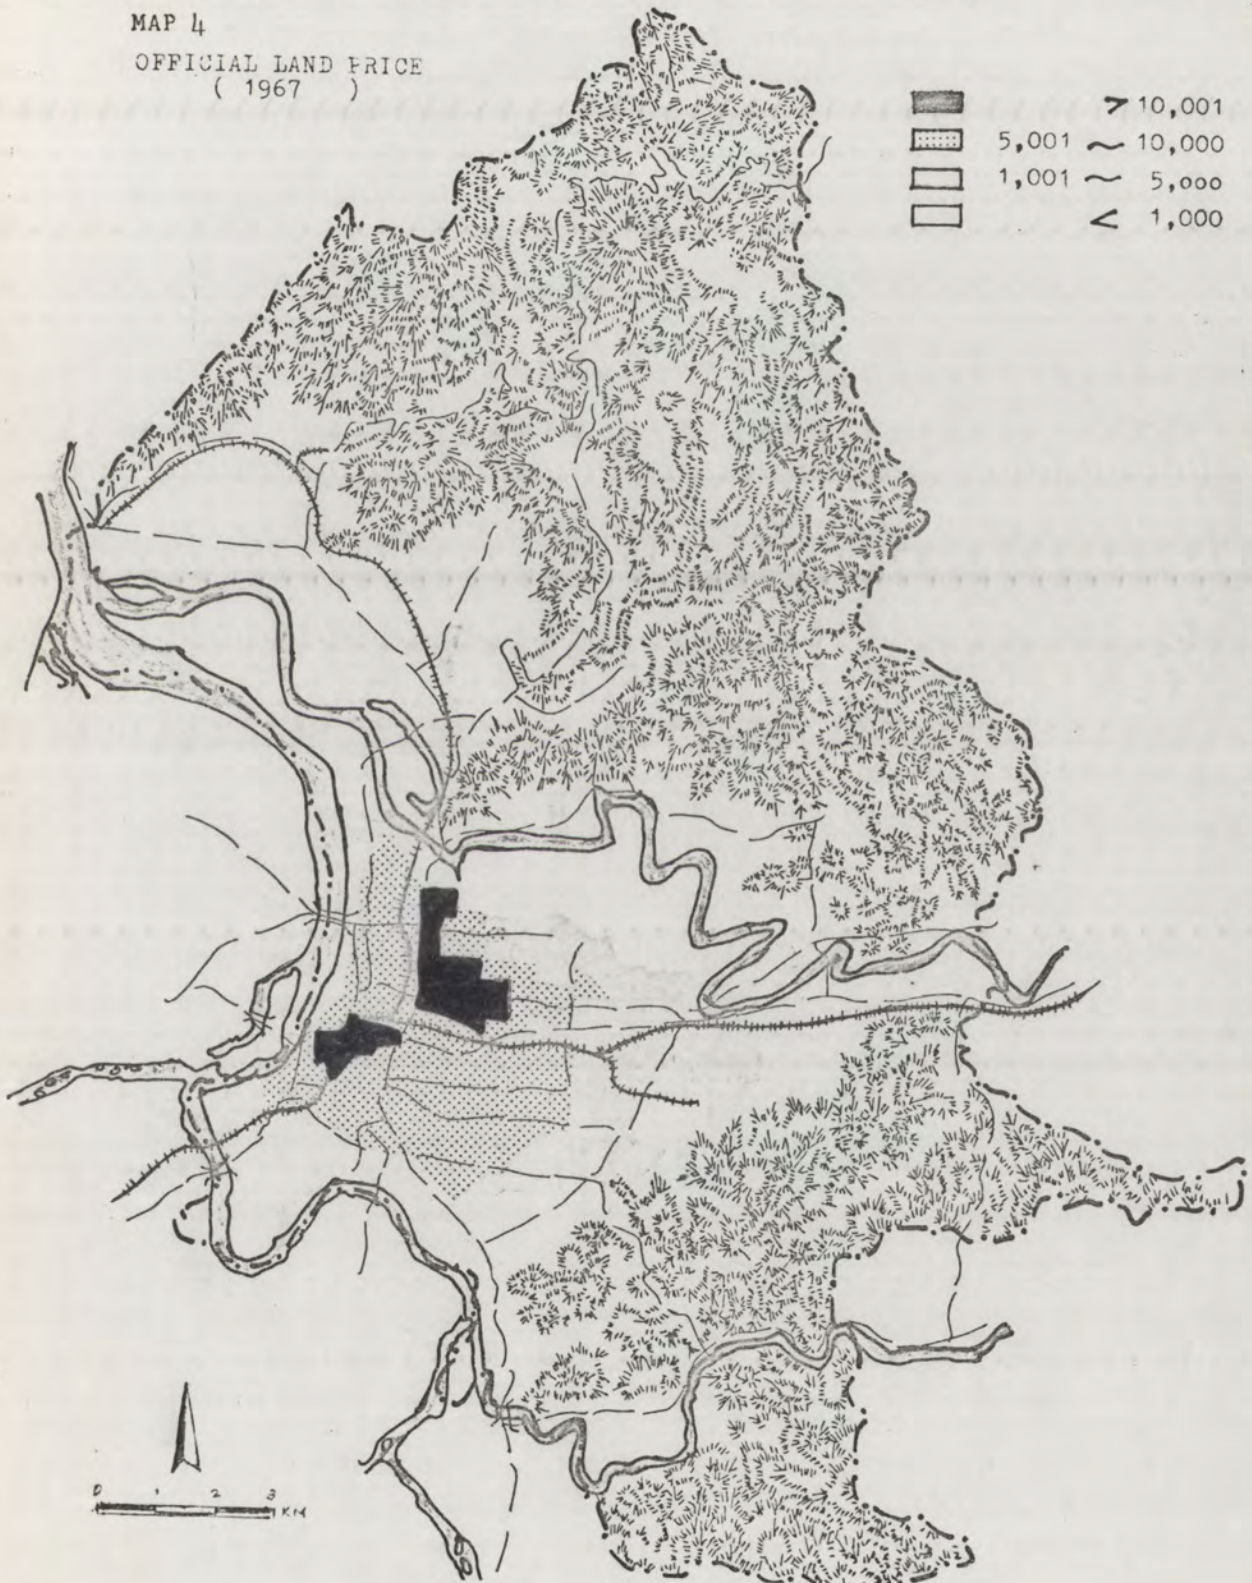 MAP 4
OFFICIAL LAND PRICE
( 1967 )
> 10,001
5,001 ~ 10,000
1,001 ~ 5,000
< 1,000
0 1 2 3 KM